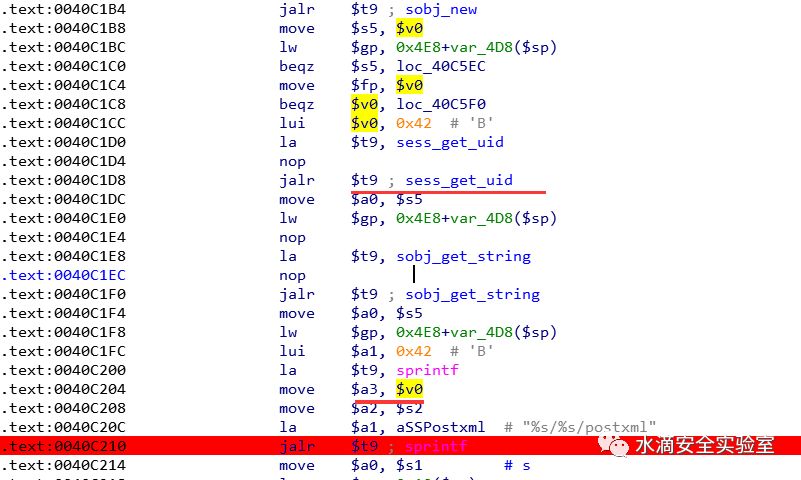 .text:0040C1B4 jalr $t9 ; sobj_new
.text:0040C1B8 move $s5, $v0
.text:0040C1BC lw $gp, 0x4E8+var_4D8($sp)
.text:0040C1C0 beqz $s5, loc_40C5EC
.text:0040C1C4 move $fp, $v0
.text:0040C1C8 beqz $v0, loc_40C5F0
.text:0040C1CC lui $v0, 0x42 # 'B'
.text:0040C1D0 la $t9, sess_get_uid
.text:0040C1D4 nop
.text:0040C1D8 jalr $t9 ; sess_get_uid
.text:0040C1DC move $a0, $s5
.text:0040C1E0 lw $gp, 0x4E8+var_4D8($sp)
.text:0040C1E4 nop
.text:0040C1E8 la $t9, sobj_get_string
.text:0040C1EC nop
.text:0040C1F0 jalr $t9 ; sobj_get_string
.text:0040C1F4 move $a0, $s5
.text:0040C1F8 lw $gp, 0x4E8+var_4D8($sp)
.text:0040C1FC lui $a1, 0x42 # 'B'
.text:0040C200 la $t9, sprintf
.text:0040C204 move $a3, $v0
.text:0040C208 move $a2, $s2
.text:0040C20C la $a1, aSSPostxml # "%s/%s/postxml"
.text:0040C210 jalr $t9 ; sprintf
水滴安全实验室
.text:0040C214 move $a0, $s1 # s